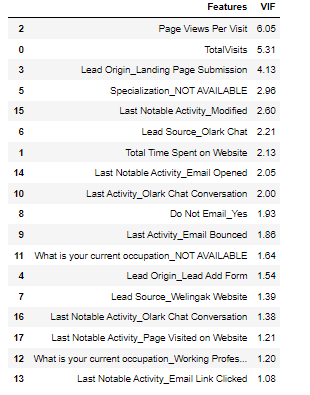 Features VIF
2 Page Views Per Visit 6.05
0 TotalVisits 5.31
3 Lead Origin_Landing Page Submission 4.13
5 Specialization_NOT AVAILABLE 2.96
15 Last Notable Activity_Modified 2.60
6 Lead Source_Olark Chat 2.21
1 Total Time Spent on Website 2.13
14 Last Notable Activity_Email Opened 2.05
10 Last Activity_Olark Chat Conversation 2.00
8 Do Not Email_Yes 1.93
9 Last Activity_Email Bounced 1.86
11 What is your current occupation_NOT AVAILABLE 1.64
4 Lead Origin_Lead Add Form 1.54
7 Lead Source_Welingak Website 1.39
16 Last Notable Activity_Olark Chat Conversation 1.38
17 Last Notable Activity_Page Visited on Website 1.21
12 What is your current occupation_Working Profes... 1.20
13 Last Notable Activity_Email Link Clicked 1.08